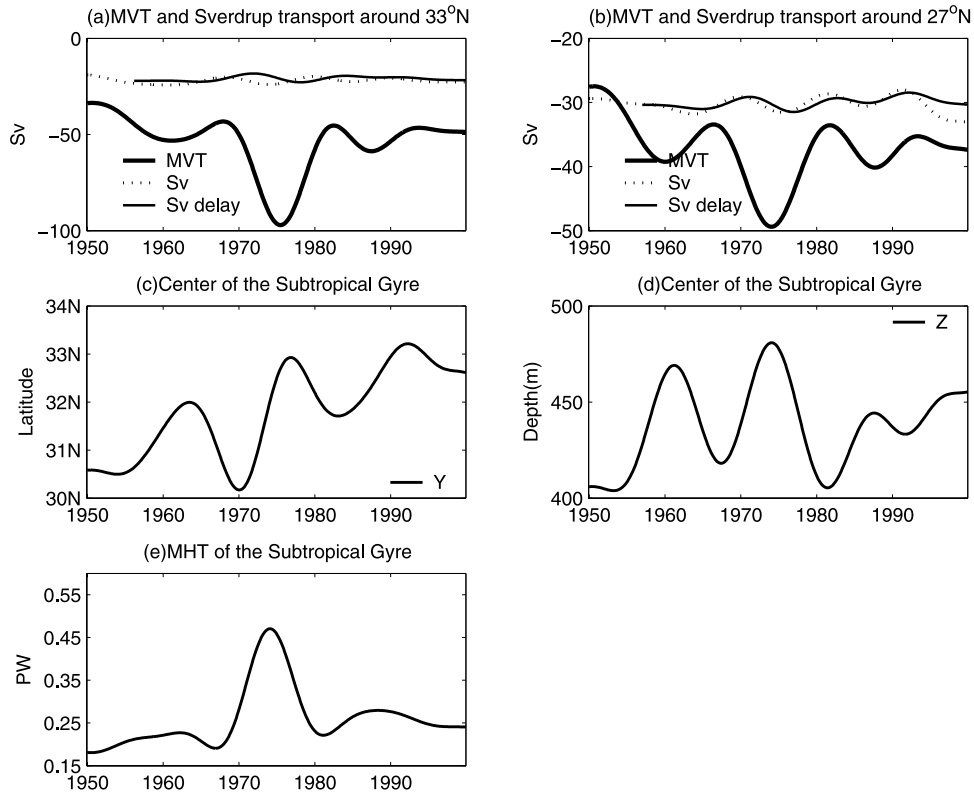 (a)MVT and Sverdrup transport around 33°N
0
−50
−100
Sv
MVT
Sv
Sv delay
1950 1960 1970 1980 1990
(b)MVT and Sverdrup transport around 27°N
−20
−30
−40
−50
Sv
MVT
Sv
Sv delay
1950 1960 1970 1980 1990
(c)Center of the Subtropical Gyre
34N
33N
32N
31N
30N
Latitude
Y
1950 1960 1970 1980 1990
(d)Center of the Subtropical Gyre
500
450
400
Depth(m)
Z
1950 1960 1970 1980 1990
(e)MHT of the Subtropical Gyre
0.55
0.45
0.35
0.25
0.15
PW
1950 1960 1970 1980 1990